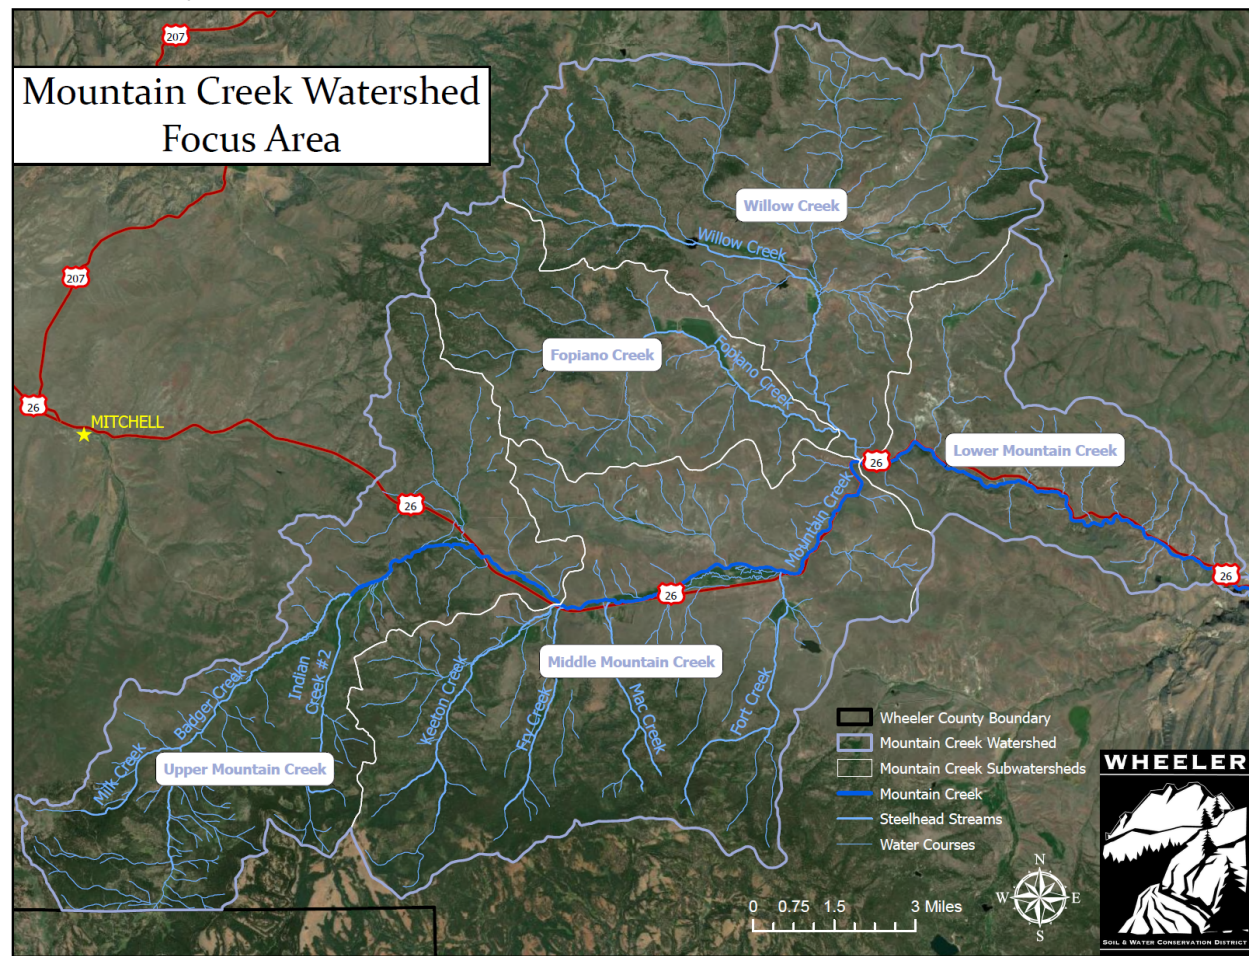 207
Mountain Creek Watershed
Focus Area
Willow Creek
Willow Creek
207
Fopiano Creek
Fopiano Creek
26
MITCHELL
26
Lower Mountain Creek
26
Mountain Creek
26
26
Middle Mountain Creek
Indian
Creek #2
Badger Creek
Keeton Creek
Fry Creek
Mac Creek
Fort Creek
Milk Creek
Upper Mountain Creek
Wheeler County Boundary
Mountain Creek Watershed
Mountain Creek Subwatersheds
Mountain Creek
Steelhead Streams
Water Courses
0 0.75 1.5 3 Miles
N
W E
S
WHEELER
SOIL & WATER CONSERVATION DISTRICT